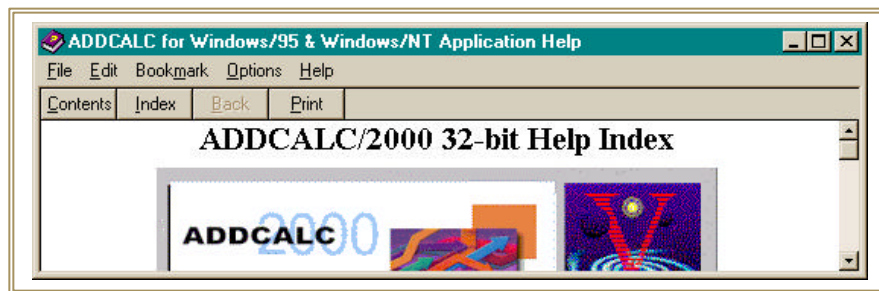 ADDCALC for Windows/95 & Windows/NT Application Help
File Edit Bookmark Options Help
Contents Index Back Print
ADDCALC/2000 32-bit Help Index
2000
ADDCALC
V